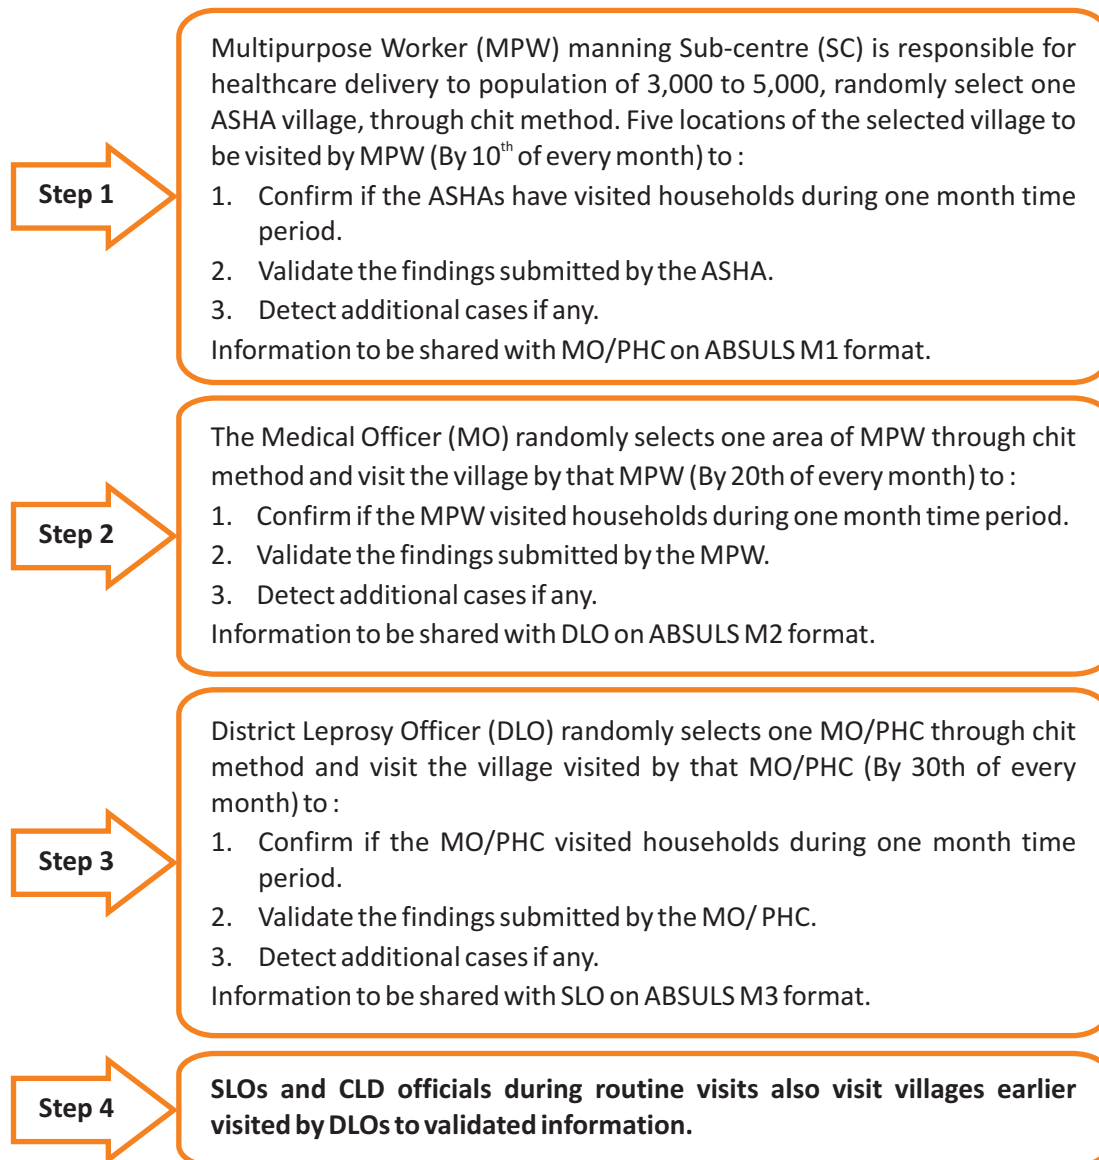 Step 1
Multipurpose Worker (MPW) manning Sub-centre (SC) is responsible for
healthcare delivery to population of 3,000 to 5,000, randomly select one
ASHA village, through chit method. Five locations of the selected village to
be visited by MPW (By 10th of every month) to :
1. Confirm if the ASHAs have visited households during one month time
period.
2. Validate the findings submitted by the ASHA.
3. Detect additional cases if any.
Information to be shared with MO/PHC on ABSULS M1 format.
Step 2
The Medical Officer (MO) randomly selects one area of MPW through chit
method and visit the village by that MPW (By 20th of every month) to :
1. Confirm if the MPW visited households during one month time period.
2. Validate the findings submitted by the MPW.
3. Detect additional cases if any.
Information to be shared with DLO on ABSULS M2 format.
Step 3
District Leprosy Officer (DLO) randomly selects one MO/PHC through chit
method and visit the village visited by that MO/PHC (By 30th of every
month) to :
1. Confirm if the MO/PHC visited households during one month time
period.
2. Validate the findings submitted by the MO/ PHC.
3. Detect additional cases if any.
Information to be shared with SLO on ABSULS M3 format.
Step 4
SLOs and CLD officials during routine visits also visit villages earlier
visited by DLOs to validated information.